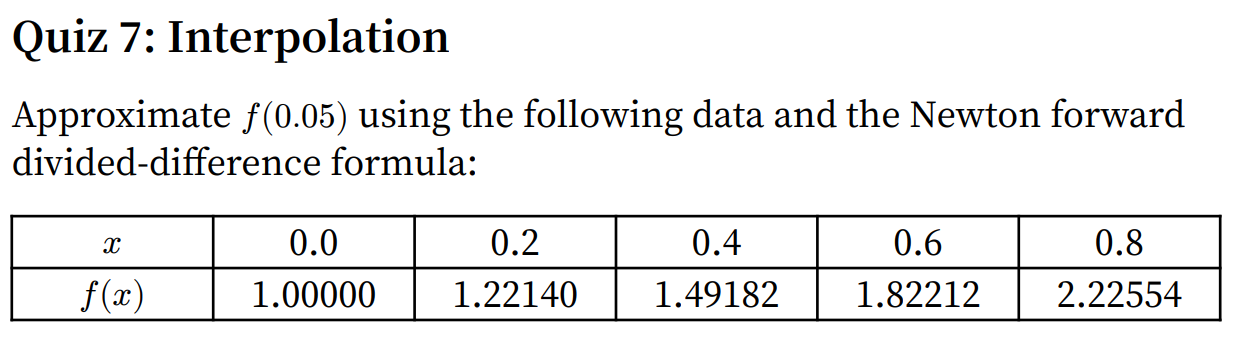 Quiz 7: Interpolation
Approximate f(0.05) using the following data and the Newton forward
divided-difference formula:
x 0.0 0.2 0.4 0.6 0.8
f(x) 1.00000 1.22140 1.49182 1.82212 2.22554